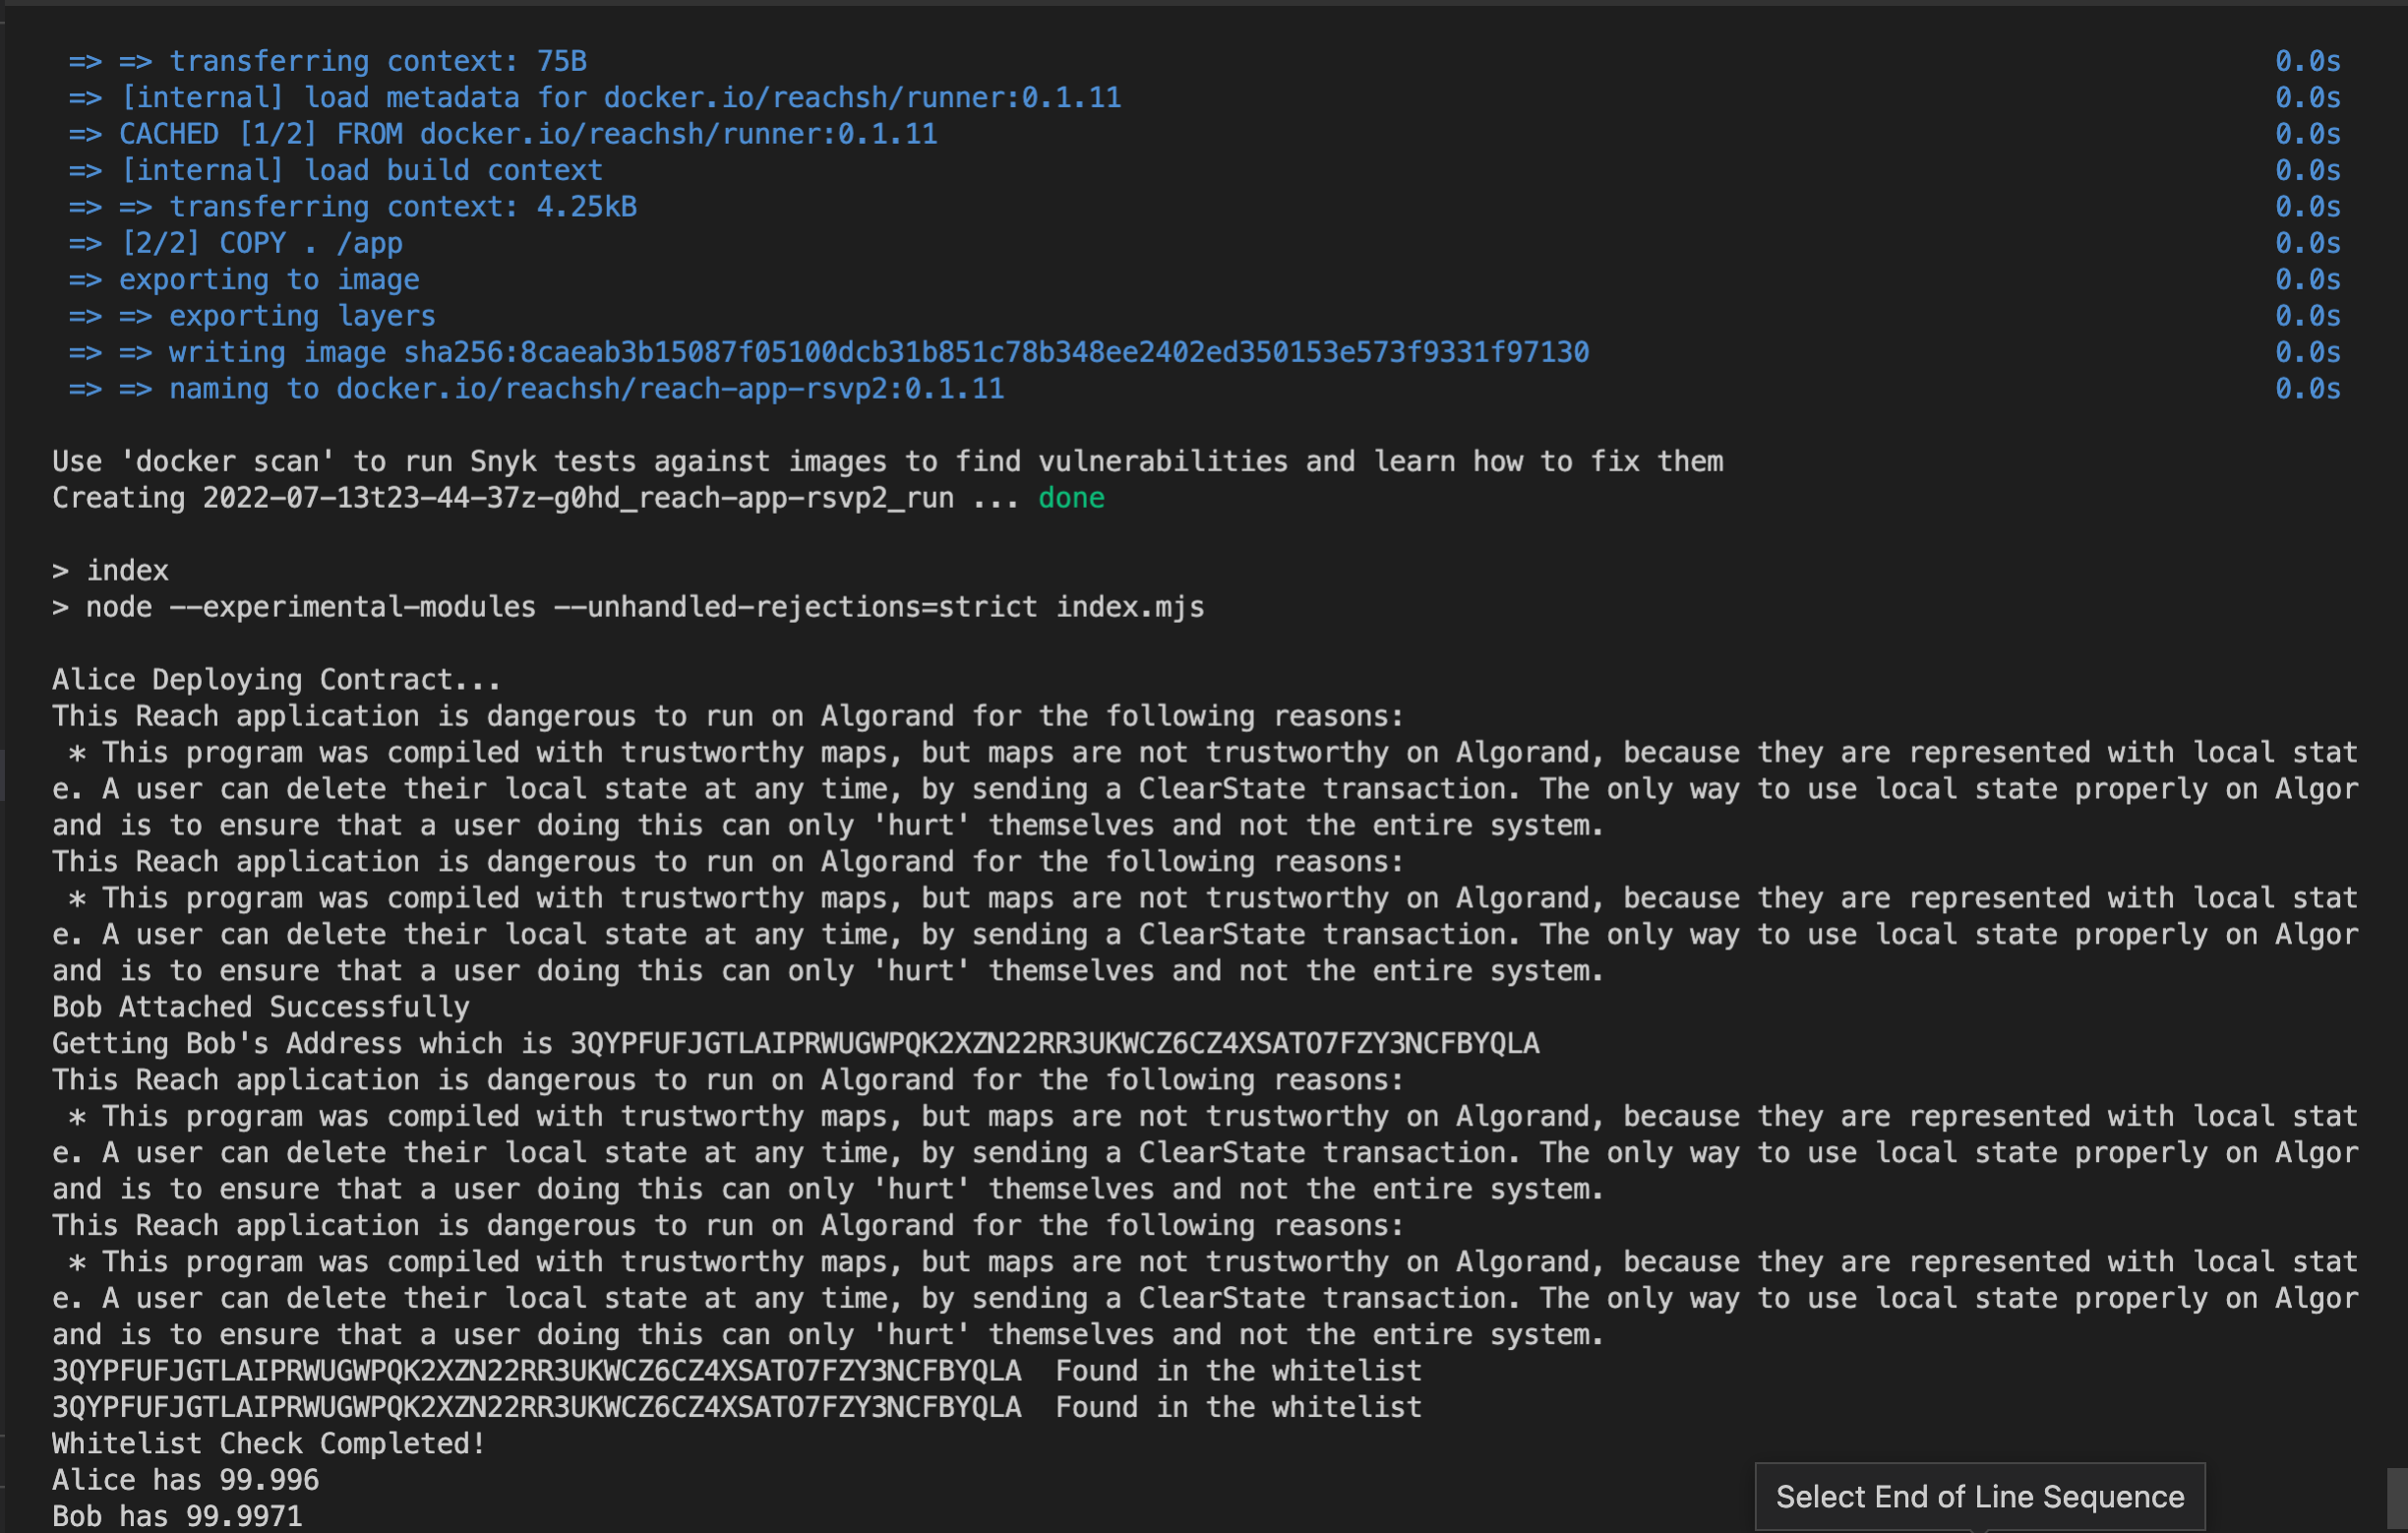 => => transferring context: 75B 0.0s
=> [internal] load metadata for docker.io/reachsh/runner:0.1.11 0.0s
=> CACHED [1/2] FROM docker.io/reachsh/runner:0.1.11 0.0s
=> [internal] load build context 0.0s
=> => transferring context: 4.25kB 0.0s
=> [2/2] COPY . /app 0.0s
=> exporting to image 0.0s
=> => exporting layers 0.0s
=> => writing image sha256:8caeab3b15087f05100dcb31b851c78b348ee2402ed350153e573f9331f97130 0.0s
=> => naming to docker.io/reachsh/reach-app-rsvp2:0.1.11 0.0s
Use 'docker scan' to run Snyk tests against images to find vulnerabilities and learn how to fix them
Creating 2022-07-13t23-44-37z-g0hd_reach-app-rsvp2_run ... done
> index
> node --experimental-modules --unhandled-rejections=strict index.mjs
Alice Deploying Contract...
This Reach application is dangerous to run on Algorand for the following reasons:
* This program was compiled with trustworthy maps, but maps are not trustworthy on Algorand, because they are represented with local stat
e. A user can delete their local state at any time, by sending a ClearState transaction. The only way to use local state properly on Algor
and is to ensure that a user doing this can only 'hurt' themselves and not the entire system.
This Reach application is dangerous to run on Algorand for the following reasons:
* This program was compiled with trustworthy maps, but maps are not trustworthy on Algorand, because they are represented with local stat
e. A user can delete their local state at any time, by sending a ClearState transaction. The only way to use local state properly on Algor
and is to ensure that a user doing this can only 'hurt' themselves and not the entire system.
Bob Attached Successfully
Getting Bob's Address which is 3QYPFUFJGTLAIPRWUGWPQK2XZN22RR3UKWCZ6CZ4XSATO7FZY3NCFBYQLA
This Reach application is dangerous to run on Algorand for the following reasons:
* This program was compiled with trustworthy maps, but maps are not trustworthy on Algorand, because they are represented with local stat
e. A user can delete their local state at any time, by sending a ClearState transaction. The only way to use local state properly on Algor
and is to ensure that a user doing this can only 'hurt' themselves and not the entire system.
This Reach application is dangerous to run on Algorand for the following reasons:
* This program was compiled with trustworthy maps, but maps are not trustworthy on Algorand, because they are represented with local stat
e. A user can delete their local state at any time, by sending a ClearState transaction. The only way to use local state properly on Algor
and is to ensure that a user doing this can only 'hurt' themselves and not the entire system.
3QYPFUFJGTLAIPRWUGWPQK2XZN22RR3UKWCZ6CZ4XSATO7FZY3NCFBYQLA  Found in the whitelist
3QYPFUFJGTLAIPRWUGWPQK2XZN22RR3UKWCZ6CZ4XSATO7FZY3NCFBYQLA  Found in the whitelist
Whitelist Check Completed!
Alice has 99.996
Bob has 99.9971
Select End of Line Sequence